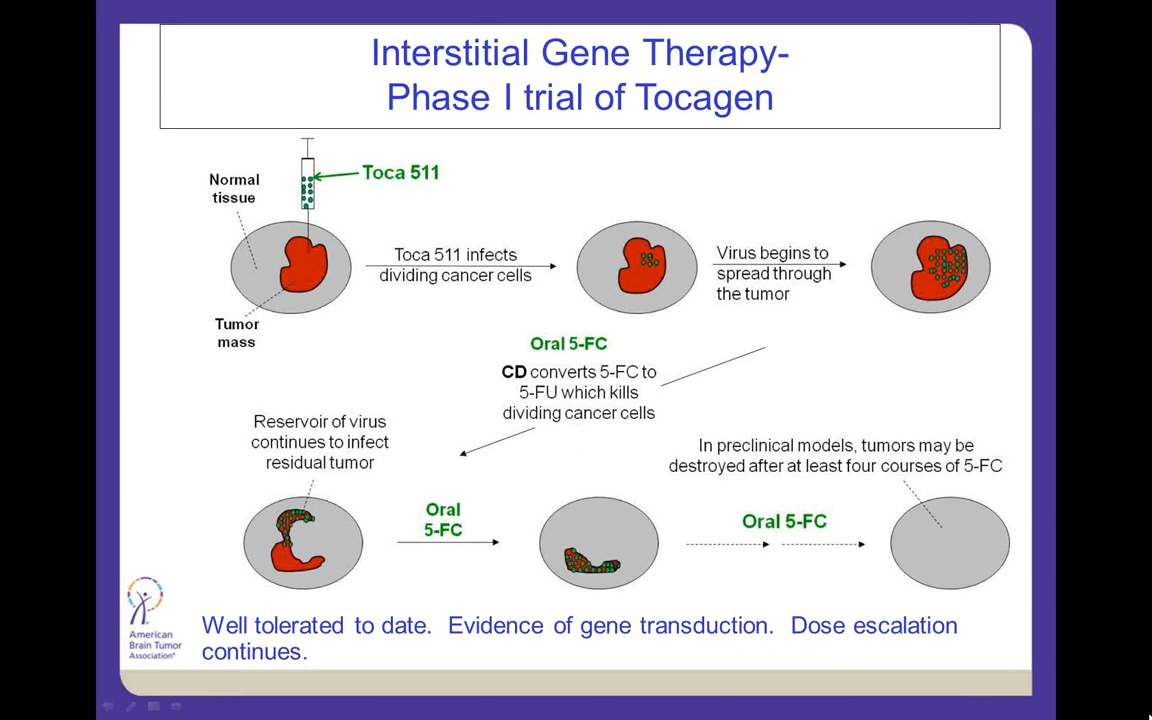 Interstitial Gene Therapy-
Phase I trial of Tocagen
Toca 511
Normal
tissue
Toca 511 infects
dividing cancer cells
Virus begins to
spread through
the tumor
Tumor
mass
Oral 5-FC
CD converts 5-FC to
5-FU which kills
dividing cancer cells
Reservoir of virus
continues to infect
residual tumor
In preclinical models, tumors may be
destroyed after at least four courses of 5-FC
Oral
5-FC
Oral 5-FC
American
Brain Tumor
Association®
Well tolerated to date. Evidence of gene transduction. Dose escalation
continues.